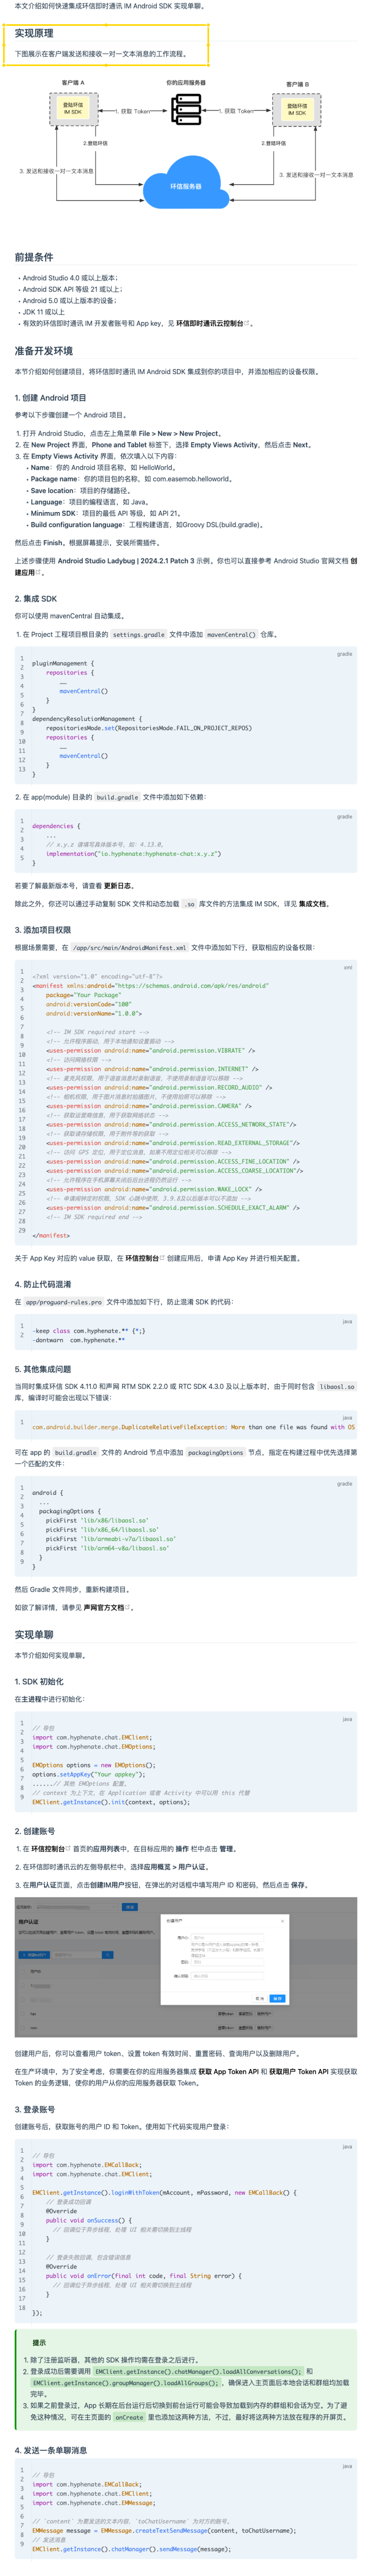 本文介绍如何快速集成环信即时通讯 IM Android SDK 实现单聊。
实现原理
下图展示在客户端发送和接收一对一文本消息的工作流程。
客户端 A
你的应用服务器
客户端 B
登陆环信
IM SDK
1. 获取 Token
1. 获取 Token
登陆环信
IM SDK
2.登陆环信
2.登陆环信
3. 发送和接收一对一文本消息
3. 发送和接收一对一文本消息
环信服务器
前提条件
• Android Studio 4.0 或以上版本；
• Android SDK API 等级 21 或以上；
• Android 5.0 或以上版本的设备；
• JDK 11 或以上
• 有效的环信即时通讯 IM 开发者账号和 App key，见 环信即时通讯云控制台。
准备开发环境
本节介绍如何创建项目，将环信即时通讯 IM Android SDK 集成到你的项目中，并添加相应的设备权限。
1. 创建 Android 项目
参考以下步骤创建一个 Android 项目。
1. 打开 Android Studio，点击左上角菜单 File > New > New Project。
2. 在 New Project 界面，Phone and Tablet 标签下，选择 Empty Views Activity，然后点击 Next。
3. 在 Empty Views Activity 界面，依次填入以下内容：
• Name：你的 Android 项目名称，如 HelloWorld。
• Package name：你的项目包的名称，如 com.easemob.helloworld。
• Save location：项目的存储路径。
• Language：项目的编程语言，如 Java。
• Minimum SDK：项目的最低 API 等级，如 API 21。
• Build configuration language：工程构建语言，如Groovy DSL(build.gradle)。
然后点击 Finish。根据屏幕提示，安装所需插件。
上述步骤使用 Android Studio Ladybug | 2024.2.1 Patch 3 示例。你也可以直接参考 Android Studio 官网文档 创
建应用。
2. 集成 SDK
你可以使用 mavenCentral 自动集成。
1. 在 Project 工程项目根目录的 settings.gradle 文件中添加 mavenCentral() 仓库。
gradle
1
2 pluginManagement {
3 repositories {
4 ……
5 mavenCentral()
6 }
7 }
8 dependencyResolutionManagement {
9 repositoriesMode.set(RepositoriesMode.FAIL_ON_PROJECT_REPOS)
10 repositories {
11 ……
12 mavenCentral()
13 }
}
2. 在 app(module) 目录的 build.gradle 文件中添加如下依赖：
gradle
1
2 dependencies {
3 ...
4 // x.y.z 请填写具体版本号，如：4.13.0。
5 implementation("io.hyphenate:hyphenate-chat:x.y.z")
}
若要了解最新版本号，请查看 更新日志。
除此之外，你还可以通过手动复制 SDK 文件和动态加载 .so 库文件的方法集成 IM SDK，详见 集成文档。
3. 添加项目权限
根据场景需要，在 /app/src/main/AndroidManifest.xml 文件中添加如下行，获取相应的设备权限：
xml
<?xml version="1.0" encoding="utf-8"?>
<manifest xmlns:android="https://schemas.android.com/apk/res/android"
package="Your Package"
android:versionCode="100"
android:versionName="1.0.0">
<!-- IM SDK required start -->
<!-- 允许程序振动，用于本地通知设置振动 -->
<uses-permission android:name="android.permission.VIBRATE" />
<!-- 访问网络权限 -->
<uses-permission android:name="android.permission.INTERNET" />
<!-- 麦克风权限，用于语音消息时录制语音，不使用录制语音可以移除 -->
<uses-permission android:name="android.permission.RECORD_AUDIO" />
<!-- 相机权限，用于图片消息时拍摄图片，不使用拍照可以移除 -->
<uses-permission android:name="android.permission.CAMERA" />
<!-- 获取运营商信息，用于获取网络状态 -->
<uses-permission android:name="android.permission.ACCESS_NETWORK_STATE"/>
<!-- 获取读存储权限，用于附件等的获取 -->
<uses-permission android:name="android.permission.READ_EXTERNAL_STORAGE"/>
<!-- 访问 GPS 定位，用于定位消息，如果不用定位相关可以移除 -->
<uses-permission android:name="android.permission.ACCESS_FINE_LOCATION" />
<uses-permission android:name="android.permission.ACCESS_COARSE_LOCATION"/>
<!-- 允许程序在手机屏幕关闭后后台进程仍然运行 -->
<uses-permission android:name="android.permission.WAKE_LOCK" />
<!-- 申请闹钟定时权限，SDK 心跳中使用，3.9.8及以后版本可以不添加 -->
<uses-permission android:name="android.permission.SCHEDULE_EXACT_ALARM" />
<!-- IM SDK required end -->
</manifest>
关于 App Key 对应的 value 获取，在 环信控制台 创建应用后，申请 App Key 并进行相关配置。
4. 防止代码混淆
在 app/proguard-rules.pro 文件中添加如下行，防止混淆 SDK 的代码：
java
1
2 -keep class com.hyphenate.** {*;}
-dontwarn com.hyphenate.**
5. 其他集成问题
当同时集成环信 SDK 4.11.0 和声网 RTM SDK 2.2.0 或 RTC SDK 4.3.0 及以上版本时，由于同时包含 libaosl.so
库，编译时可能会出现以下错误：
java
1 com.android.builder.merge.DuplicateRelativeFileException: More than one file was found with OS
可在 app 的 build.gradle 文件的 Android 节点中添加 packagingOptions 节点，指定在构建过程中优先选择第
一个匹配的文件：
gradle
1
2 android {
3 ...
4 packagingOptions {
5 pickFirst 'lib/x86/libaosl.so'
6 pickFirst 'lib/x86_64/libaosl.so'
7 pickFirst 'lib/armeabi-v7a/libaosl.so'
8 pickFirst 'lib/arm64-v8a/libaosl.so'
9 }
}
然后 Gradle 文件同步，重新构建项目。
如欲了解详情，请参见 声网官方文档。
实现单聊
本节介绍如何实现单聊。
1. SDK 初始化
在主进程中进行初始化：
java
1
2 // 导包
3 import com.hyphenate.chat.EMClient;
4 import com.hyphenate.chat.EMOptions;
5
6 EMOptions options = new EMOptions();
7 options.setAppKey("Your appkey");
8 ......// 其他 EMOptions 配置。
9 // context 为上下文，在 Application 或者 Activity 中可以用 this 代替
EMClient.getInstance().init(context, options);
2. 创建账号
1. 在 环信控制台 首页的应用列表中，在目标应用的 操作 栏中点击 管理。
2. 在环信即时通讯云的左侧导航栏中，选择应用概览 > 用户认证。
3. 在用户认证页面，点击创建IM用户按钮，在弹出的对话框中填写用户 ID 和密码，然后点击 保存。
用户认证
创建用户后，你可以查看用户 token、设置 token 有效时间、重置密码、查询用户以及删除用户。
在生产环境中，为了安全考虑，你需要在你的应用服务器集成 获取 App Token API 和 获取用户 Token API 实现获取
Token 的业务逻辑，使你的用户从你的应用服务器获取 Token。
3. 登录账号
创建账号后，获取账号的用户 ID 和 Token。使用如下代码实现用户登录：
java
// 导包
import com.hyphenate.EMCallBack;
import com.hyphenate.chat.EMClient;
EMClient.getInstance().loginWithToken(mAccount, mPassword, new EMCallBack() {
// 登录成功回调
@Override
public void onSuccess() {
// 回调位于异步线程，处理 UI 相关需切换到主线程
}
// 登录失败回调，包含错误信息
@Override
public void onError(final int code, final String error) {
// 回调位于异步线程，处理 UI 相关需切换到主线程
}
});
提示
1. 除了注册监听器，其他的 SDK 操作均需在登录之后进行。
2. 登录成功后需要调用 EMClient.getInstance().chatManager().loadAllConversations(); 和
EMClient.getInstance().groupManager().loadAllGroups();，确保进入主页面后本地会话和群组均加载
完毕。
3. 如果之前登录过，App 长期在后台运行后切换到前台运行可能会导致加载到内存的群组和会话为空。为了避
免这种情况，可在主页面的 onCreate 里也添加这两种方法，不过，最好将这两种方法放在程序的开屏页。
4. 发送一条单聊消息
java
// 导包
import com.hyphenate.EMCallBack;
import com.hyphenate.chat.EMClient;
import com.hyphenate.chat.EMMessage;
// `content` 为要发送的文本内容，`toChatUsername` 为对方的账号。
EMMessage message = EMMessage.createTextSendMessage(content, toChatUsername);
// 发送消息
EMClient.getInstance().chatManager().sendMessage(message);